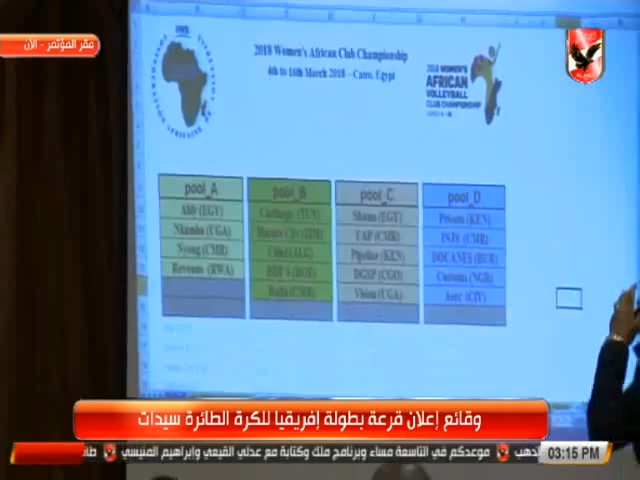 مقر المؤتمر - الآن
2018 Women's African Club Championship
4th to 16th March 2018 – Cairo, Egypt
2018 WOMEN'S
AFRICAN
VOLLEYBALL
CLUB CHAMPIONSHIP
pool_A pool_B pool_C pool_D
Ahly (EGY) Carthage (TUN) Shams (EGY) Prisons (KEN)
Nkumba (UGA) FAP (CMR) INJS (CMR)
Nyong (CMR) Pipeline (KEN) DOUANES (BUR)
Revenue (RWA) DGSP (CGO) Customs (NGR)
Bafia (CMR) Vision (UGA) Asec (CIV)
وقائع إعلان قرعة بطولة إفريقيا للكرة الطائرة سيدات
طائ موعدكم في التاسعة مساء وبرنامج ملك وكتابة مع عدلي القيعي وإبراهيم المنيسي
03:15 PM